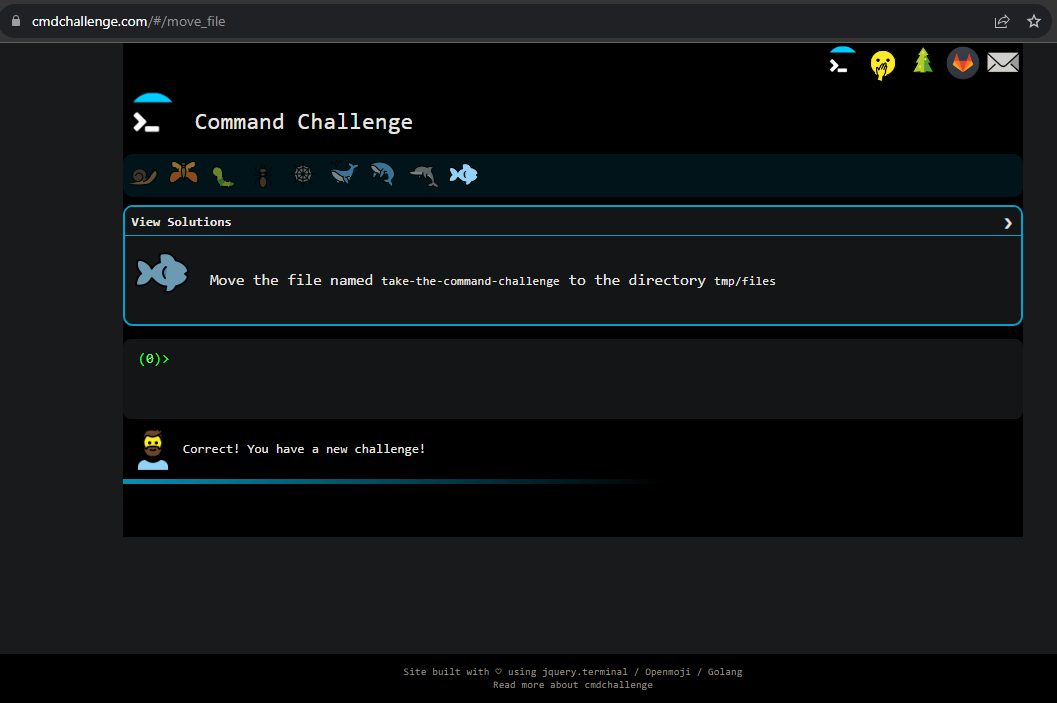 cmdchallenge.com/#/move_file
Command Challenge
View Solutions
Move the file named take-the-command-challenge to the directory tmp/files
(0)>
Correct! You have a new challenge!
Site built with ♡ using jquery.terminal / Openmoji / Golang
Read more about cmdchallenge